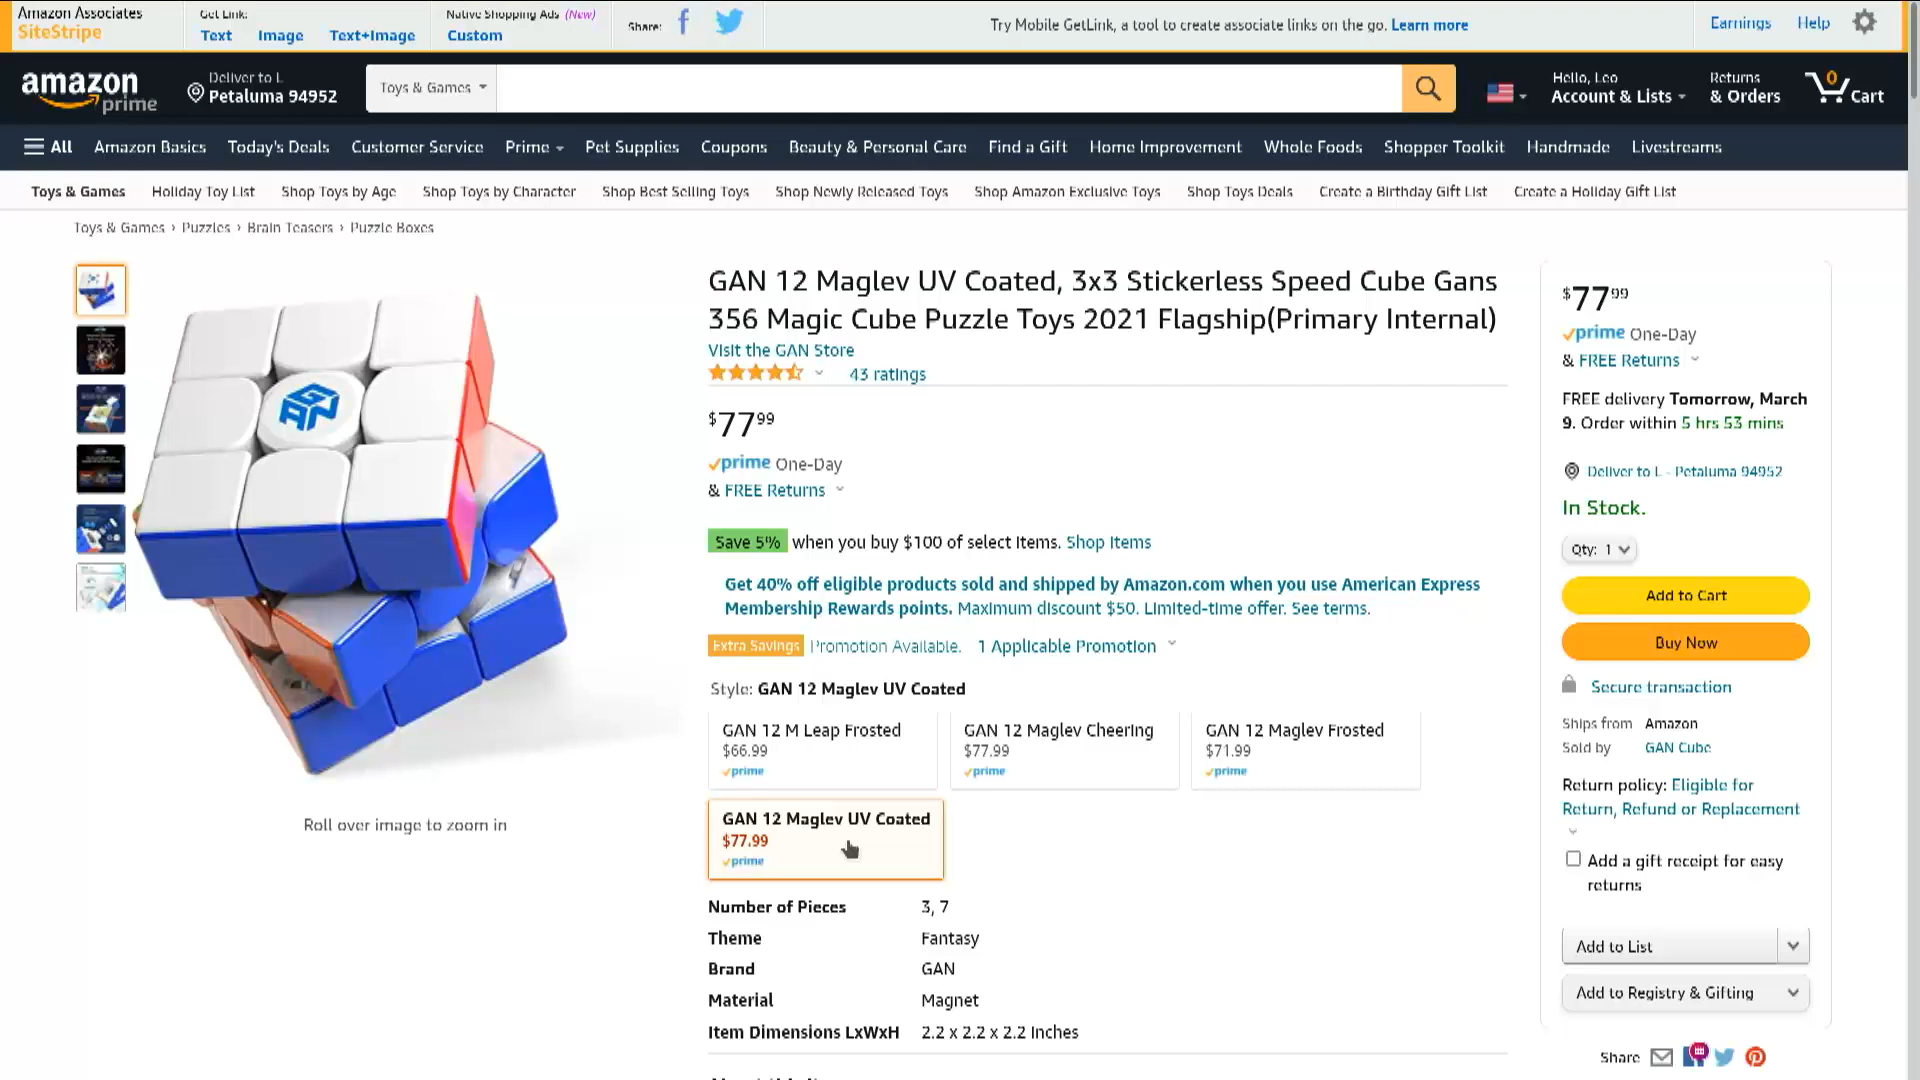 Amazon Associates
SiteStripe
Get Link:
Text Image Text+Image
Native Shopping Ads (New)
Custom
Share:
Try Mobile GetLink, a tool to create associate links on the go. Learn more
Earnings Help
amazon
prime
Deliver to L
Petaluma 94952
Toys & Games
Hello, Leo
Account & Lists
Returns
& Orders
0
Cart
All Amazon Basics Today's Deals Customer Service Prime Pet Supplies Coupons Beauty & Personal Care Find a Gift Home Improvement Whole Foods Shopper Toolkit Handmade Livestreams
Toys & Games Holiday Toy List Shop Toys by Age Shop Toys by Character Shop Best Selling Toys Shop Newly Released Toys Shop Amazon Exclusive Toys Shop Toys Deals Create a Birthday Gift List Create a Holiday Gift List
Toys & Games › Puzzles › Brain Teasers › Puzzle Boxes
GAN
Roll over image to zoom in
GAN 12 Maglev UV Coated, 3x3 Stickerless Speed Cube Gans
356 Magic Cube Puzzle Toys 2021 Flagship(Primary Internal)
Visit the GAN Store
43 ratings
$77 99
prime One-Day
& FREE Returns
Save 5% when you buy $100 of select items. Shop Items
Get 40% off eligible products sold and shipped by Amazon.com when you use American Express
Membership Rewards points. Maximum discount $50. Limited-time offer. See terms.
Extra Savings Promotion Available. 1 Applicable Promotion
Style: GAN 12 Maglev UV Coated
GAN 12 M Leap Frosted
$66.99
prime
GAN 12 Maglev Cheering
$77.99
prime
GAN 12 Maglev Frosted
$71.99
prime
GAN 12 Maglev UV Coated
$77.99
prime
Number of Pieces 3, 7
Theme Fantasy
Brand GAN
Material Magnet
Item Dimensions LxWxH 2.2 x 2.2 x 2.2 Inches
$77 99
prime One-Day
& FREE Returns
FREE delivery Tomorrow, March
9. Order within 5 hrs 53 mins
Deliver to L - Petaluma 94952
In Stock.
Qty: 1
Add to Cart
Buy Now
Secure transaction
Ships from Amazon
Sold by GAN Cube
Return policy: Eligible for
Return, Refund or Replacement
Add a gift receipt for easy
returns
Add to List
Add to Registry & Gifting
Share